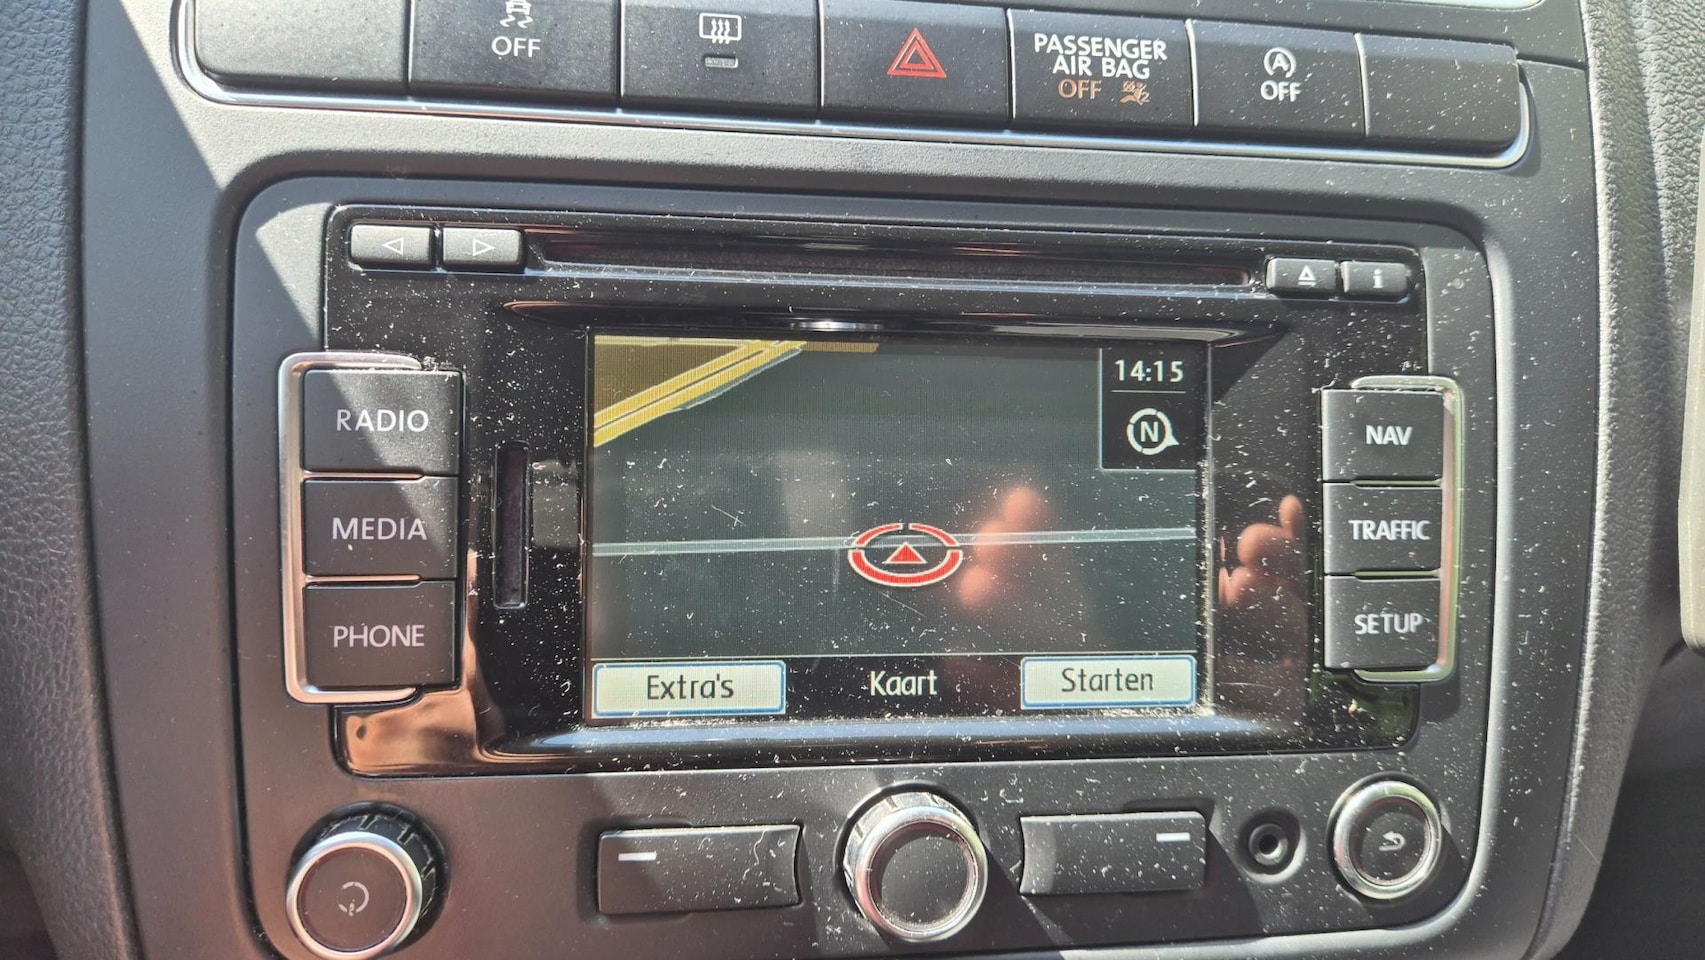 OFF
PASSENGER
AIR BAG
OFF
A
OFF
i
14:15
N
RADIO
MEDIA
PHONE
NAV
TRAFFIC
SETUP
Extra's
Kaart
Starten